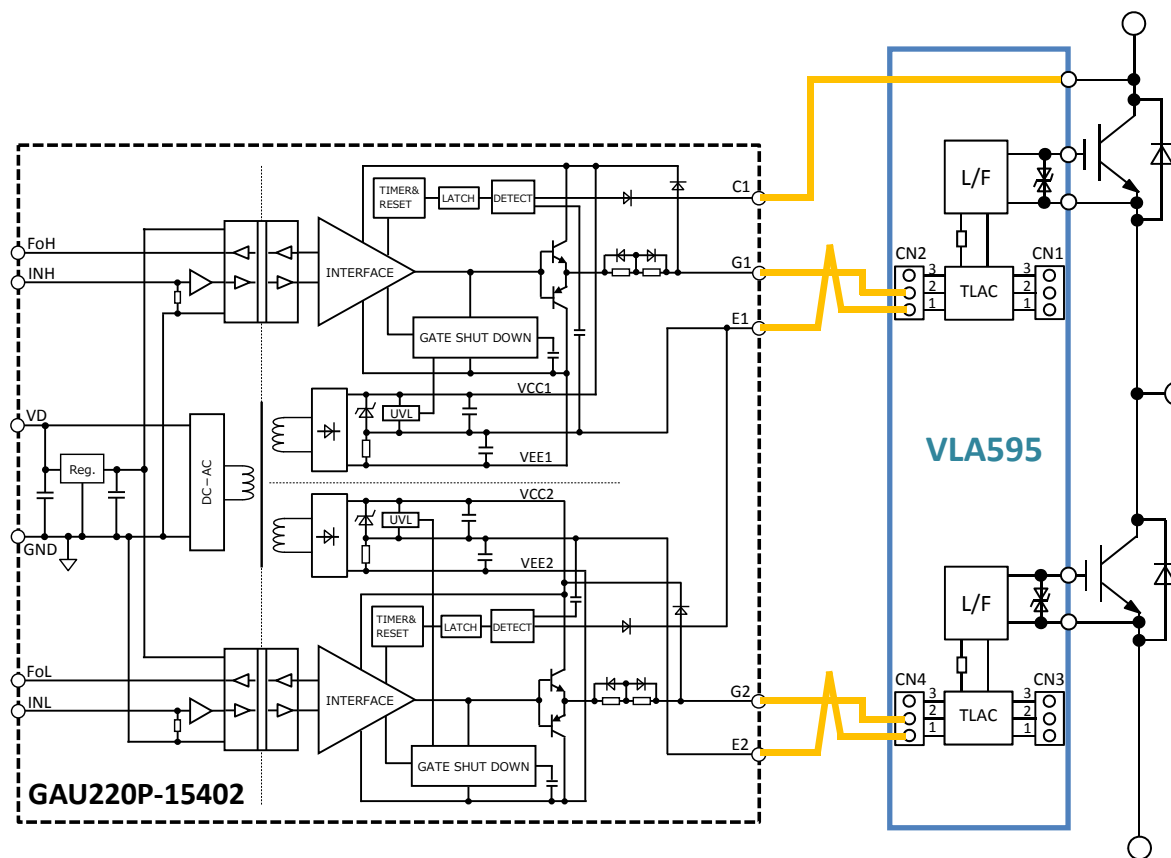 C1
L/F
TIMER&
RESET
LATCH
DETECT
FoH
INH
INTERFACE
G1
CN2
CN1
3
2
1
TLAC
3
2
1
E1
GATE SHUT DOWN
VCC1
UVL
VD
Reg.
DC−AC
VEE1
VLA595
VCC2
UVL
GND
VEE2
L/F
TIMER&
RESET
LATCH
DETECT
FoL
INL
INTERFACE
G2
CN4
CN3
3
2
1
TLAC
3
2
1
E2
GATE SHUT DOWN
GAU220P-15402